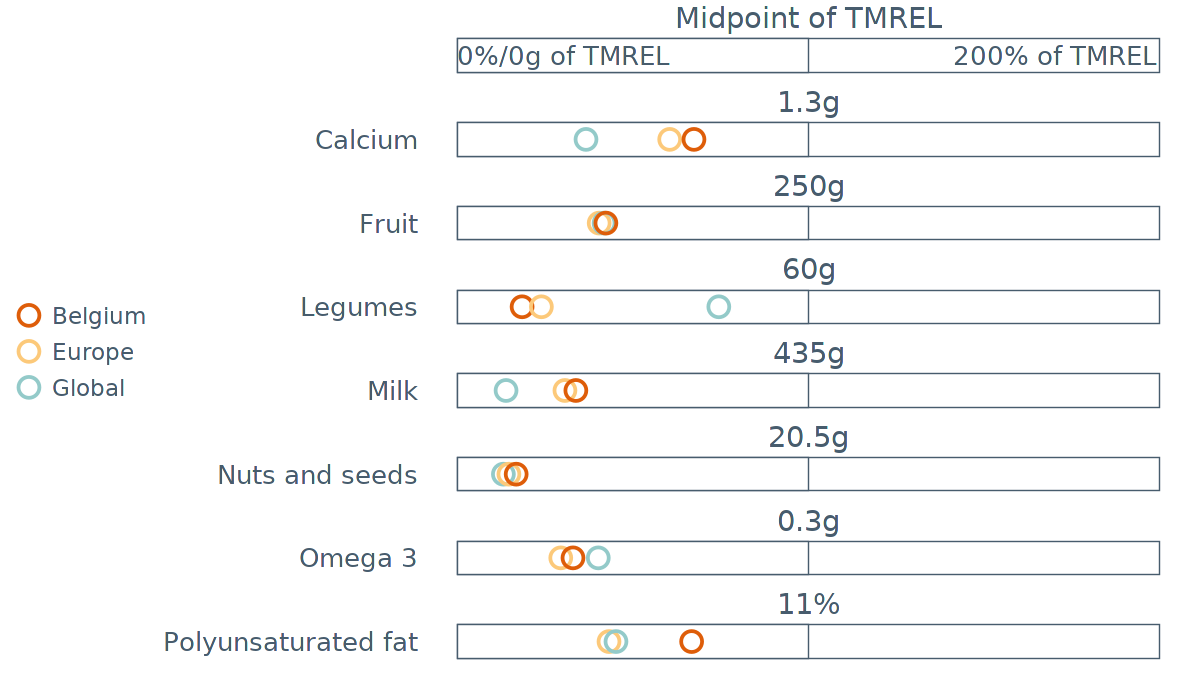 Midpoint of TMREL
0%/0g of TMREL 200% of TMREL
1.3g
Calcium
250g
Fruit
60g
Legumes
Belgium
Europe
Global
435g
Milk
20.5g
Nuts and seeds
0.3g
Omega 3
11%
Polyunsaturated fat